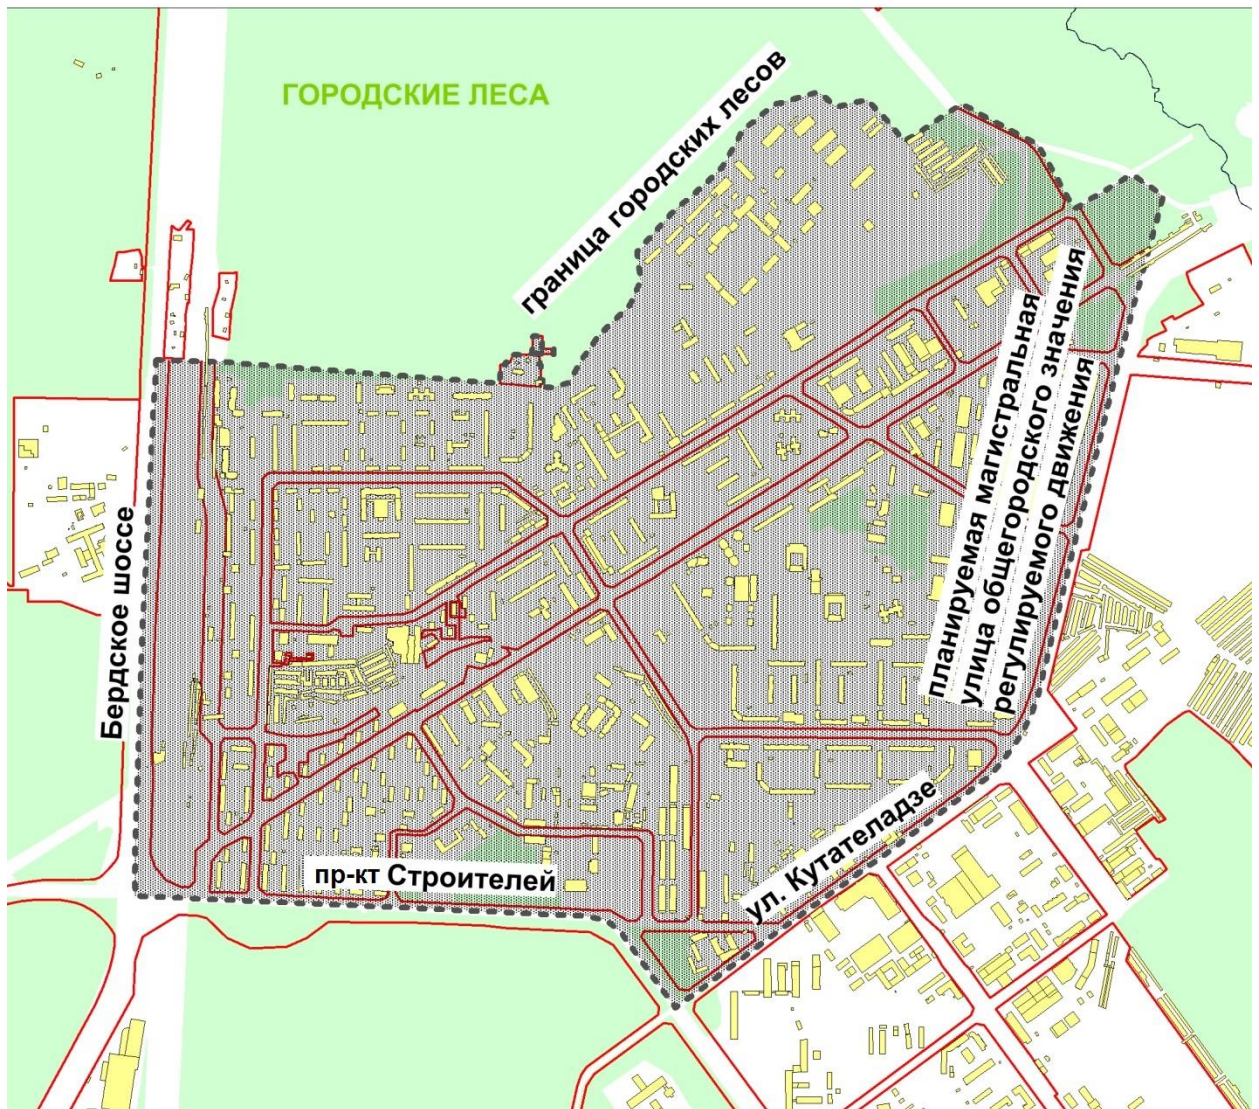 ГОРОДСКИЕ ЛЕСА
граница городских лесов
планируемая магистральная
улица общегородского значения
регулируемого движения
Бердское шоссе
пр-кт Строителей
ул. Кутателадзе